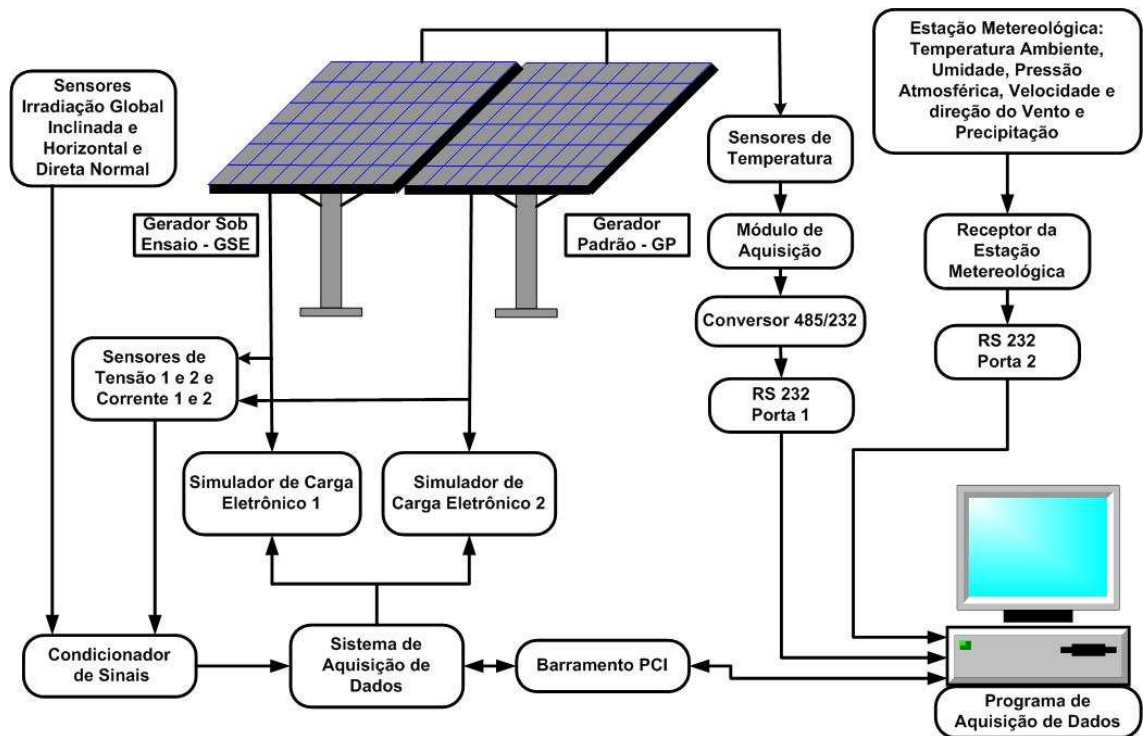 Sensores
Irradiação Global
Inclinada e
Horizontal e
Direta Normal
Gerador Sob
Ensaio - GSE
Gerador
Padrão - GP
Sensores de
Temperatura
Módulo de
Aquisição
Conversor 485/232
RS 232
Porta 1
Estação Metereológica:
Temperatura Ambiente,
Umidade, Pressão
Atmosférica, Velocidade e
direção do Vento e
Precipitação
Receptor da
Estação
Metereológica
RS 232
Porta 2
Sensores de
Tensão 1 e 2 e
Corrente 1 e 2
Simulador de Carga
Eletrônico 1
Simulador de
Carga Eletrônico 2
Condicionador
de Sinais
Sistema de
Aquisição de
Dados
Barramento PCI
Programa de
Aquisição de Dados